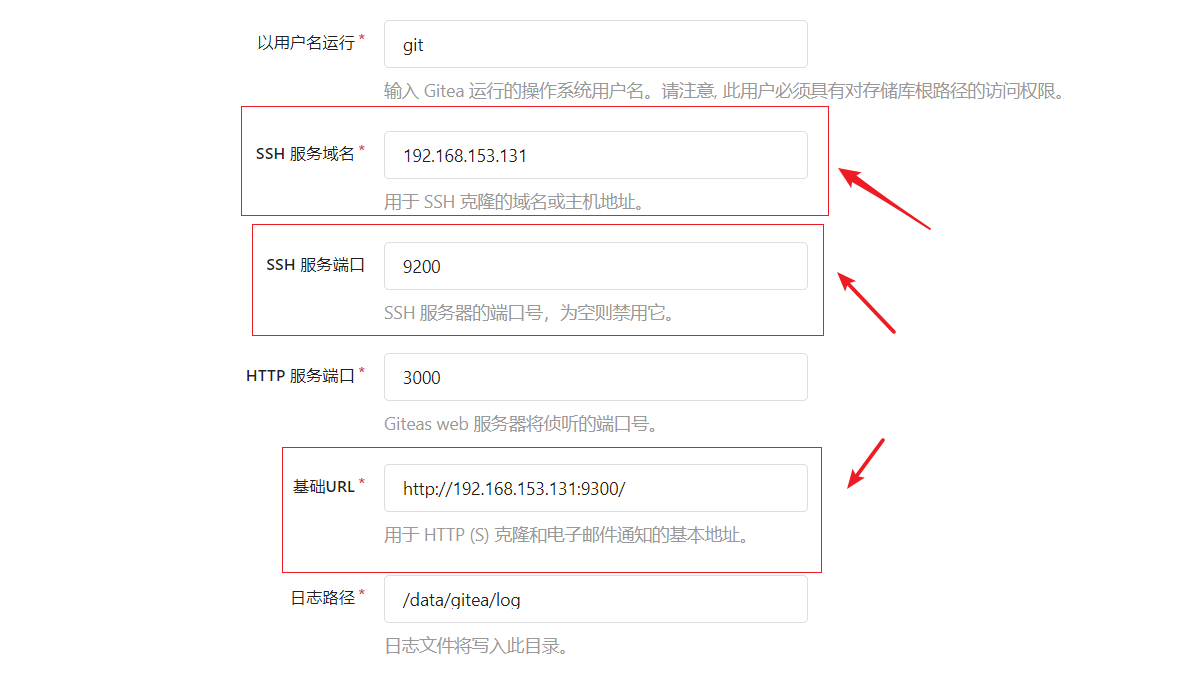 以用户名运行*
git
输入 Gitea 运行的操作系统用户名。请注意, 此用户必须具有对存储库根路径的访问权限。
SSH 服务域名*
192.168.153.131
用于 SSH 克隆的域名或主机地址。
SSH 服务端口
9200
SSH 服务器的端口号，为空则禁用它。
HTTP 服务端口*
3000
Giteas web 服务器将侦听的端口号。
基础URL*
http://192.168.153.131:9300/
用于 HTTP (S) 克隆和电子邮件通知的基本地址。
日志路径*
/data/gitea/log
日志文件将写入此目录。